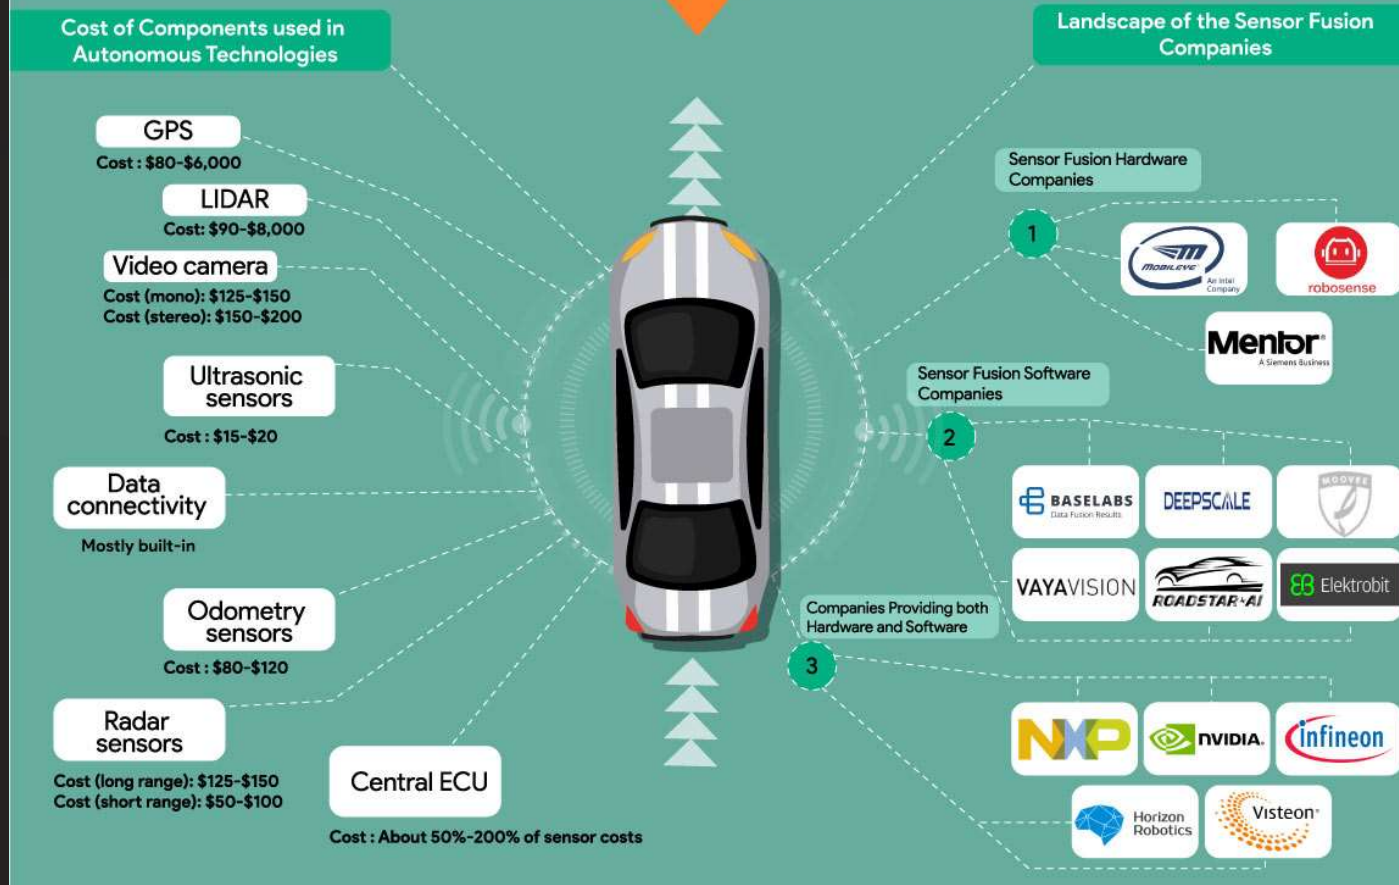 Cost of Components used in
Autonomous Technologies
GPS
Cost : $80-$6,000
LIDAR
Cost: $90-$8,000
Video camera
Cost (mono): $125-$150
Cost (stereo): $150-$200
Ultrasonic
sensors
Cost : $15-$20
Data
connectivity
Mostly built-in
Odometry
sensors
Cost : $80-$120
Radar
sensors
Cost (long range): $125-$150
Cost (short range): $50-$100
Central ECU
Cost : About 50%-200% of sensor costs
Landscape of the Sensor Fusion
Companies
Sensor Fusion Hardware
Companies
1
MOBILEYE
An Intel
Company
robosense
Mentor®
A Siemens Business
Sensor Fusion Software
Companies
2
BASELABS
Data Fusion Results
DEEPSCALE
MOOVEE
VAYAVISION
ROADSTAR.AI
EB Elektrobit
Companies Providing both
Hardware and Software
3
NXP
NVIDIA.
infineon
Horizon
Robotics
Visteon®